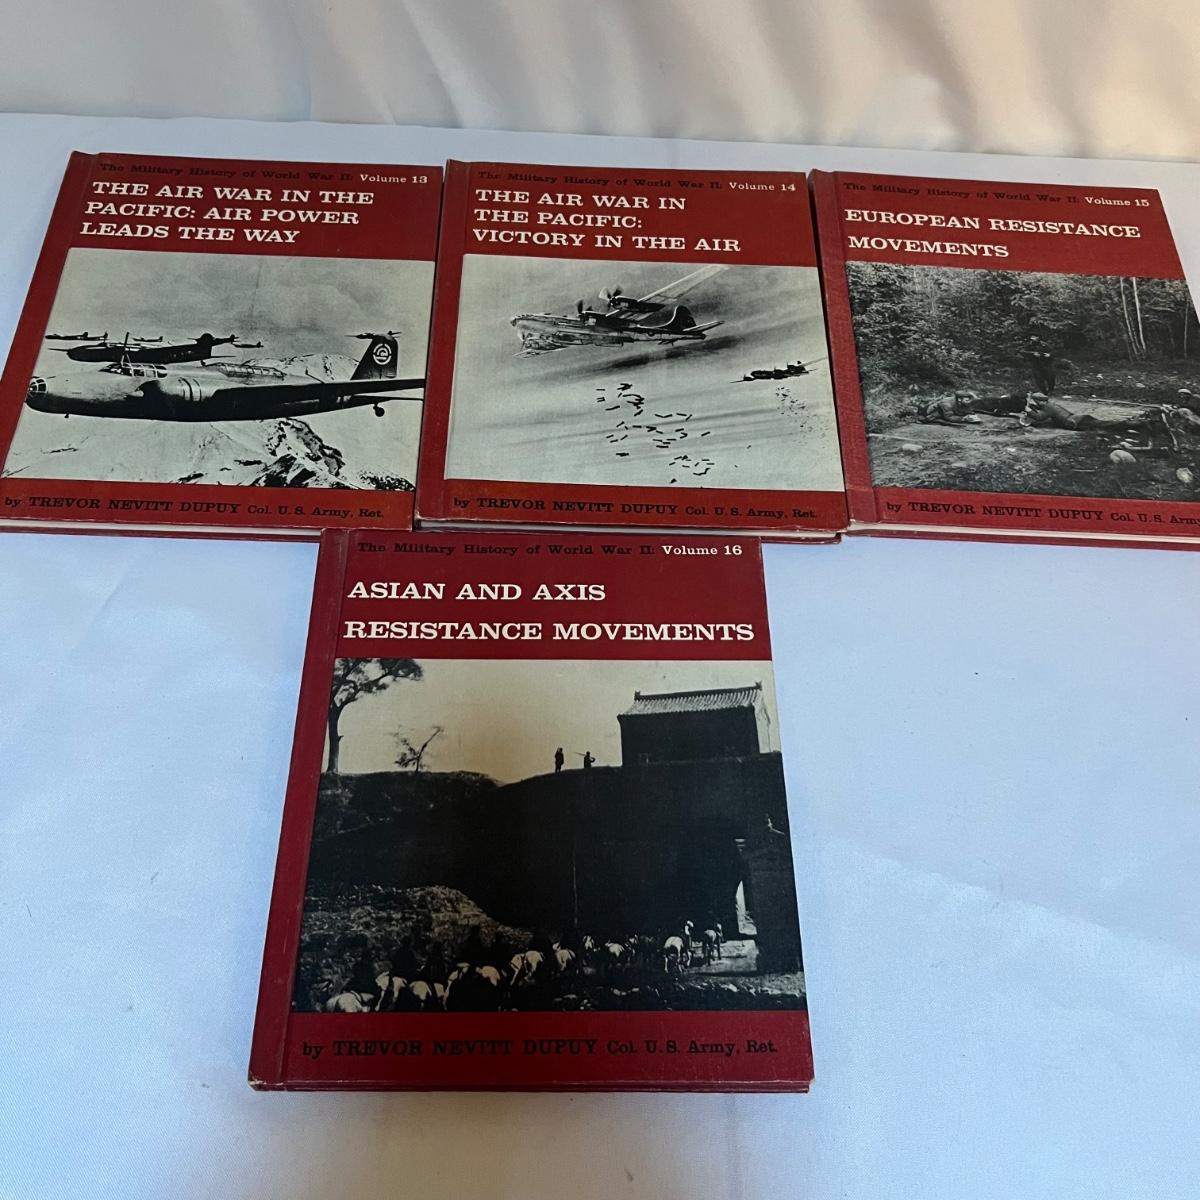 The Military History of World War II: Volume 13
THE AIR WAR IN THE
PACIFIC: AIR POWER
LEADS THE WAY
by TREVOR NEVITT DUPUY Col. U.S. Army, Ret.
The Military History of World War II: Volume 14
THE AIR WAR IN
THE PACIFIC:
VICTORY IN THE AIR
by TREVOR NEVITT DUPUY Col. U.S. Army, Ret.
The Military History of World War II: Volume 15
EUROPEAN RESISTANCE
MOVEMENTS
by TREVOR NEVITT DUPUY Col. U.S. Army
The Military History of World War II: Volume 16
ASIAN AND AXIS
RESISTANCE MOVEMENTS
by TREVOR NEVITT DUPUY Col. U.S. Army, Ret.